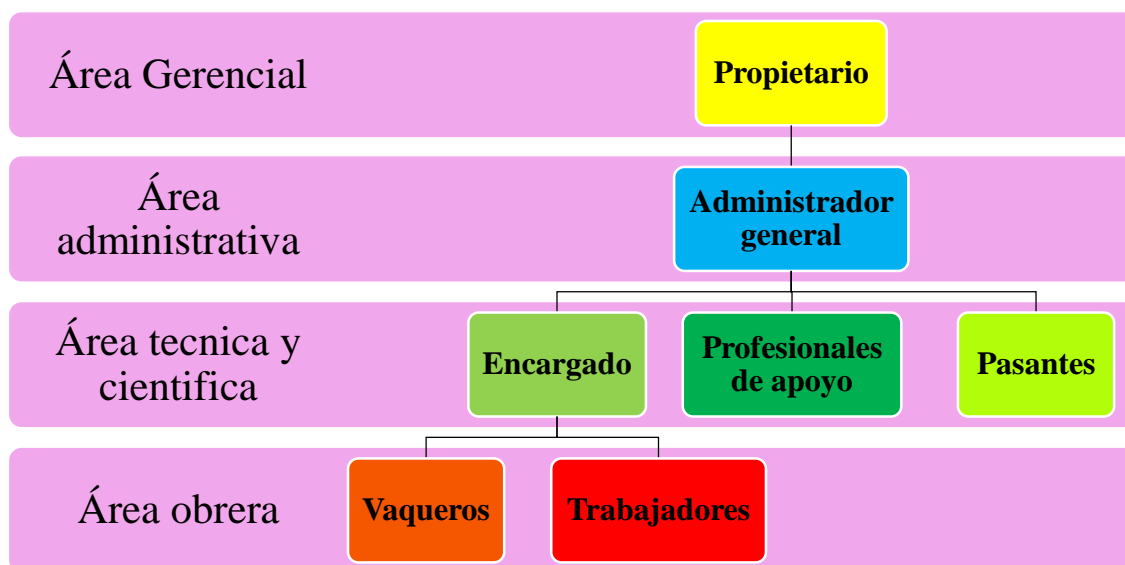 Área Gerencial
Propietario
Área
administrativa
Administrador
general
Área tecnica y
cientifica
Encargado
Profesionales
de apoyo
Pasantes
Área obrera
Vaqueros
Trabajadores